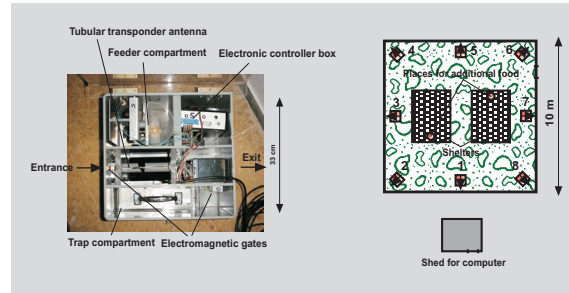 Tubular transponder antenna
Feeder compartment
Electronic controller box
Entrance
Exit
33 cm
Trap compartment
Electromagnetic gates
4
5
6
Places for additional food
3
7
Shelters
2
1
8
10 m
Shed for computer